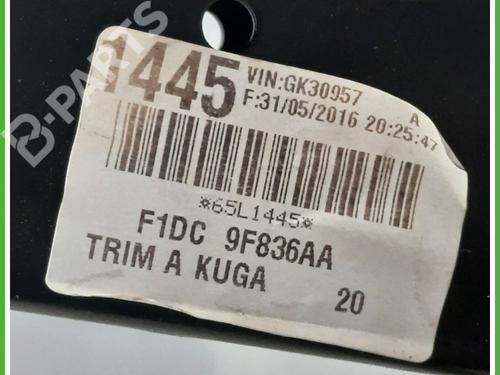 1445
VIN:GK30957 A
F:31/05/2016 20:25:47
*65L1445*
F1DC 9F836AA
TRIM A KUGA 20
B-PARTS